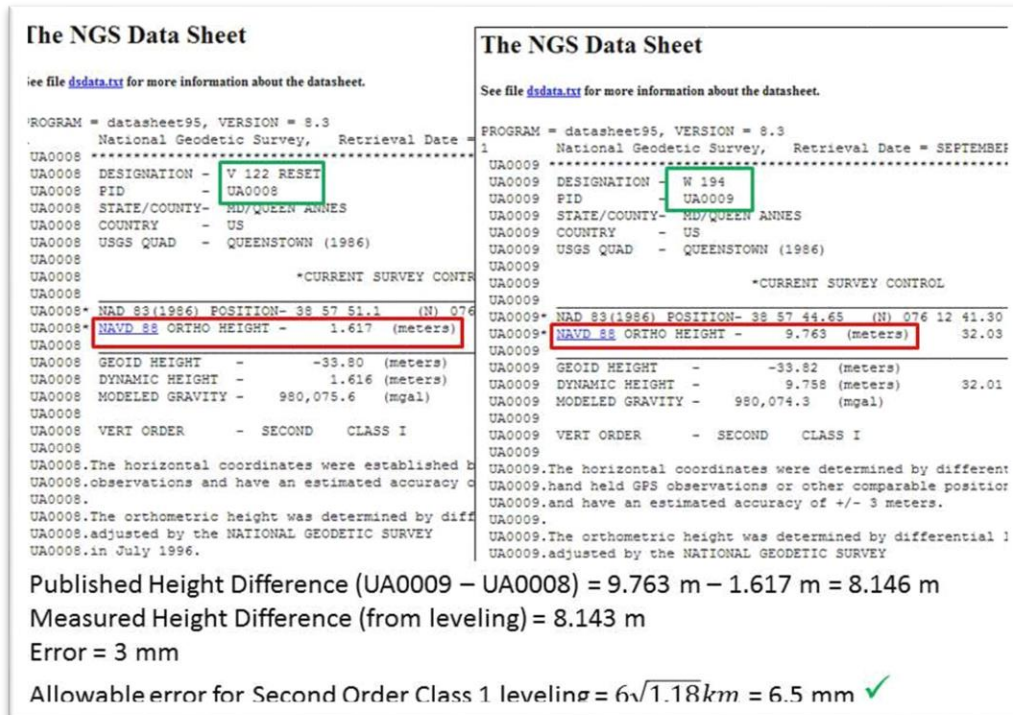 The NGS Data Sheet
See file dsdata.txt for more information about the datasheet.
PROGRAM = datasheet95, VERSION = 8.3
National Geodetic Survey, Retrieval Date =
UA0008 ***********************************************
UA0008 DESIGNATION - V 122 RESET
UA0008 PID - UA0008
UA0008 STATE/COUNTY- MD/QUEEN ANNES
UA0008 COUNTRY - US
UA0008 USGS QUAD - QUEENSTOWN (1986)
UA0008
UA0008 *CURRENT SURVEY CONTR
UA0008
UA0008* NAD 83(1986) POSITION- 38 57 51.1 (N) 076
UA0008* NAVD 88 ORTHO HEIGHT - 1.617 (meters)
UA0008
UA0008 GEOID HEIGHT - -33.80 (meters)
UA0008 DYNAMIC HEIGHT - 1.616 (meters)
UA0008 MODELED GRAVITY - 980,075.6 (mgal)
UA0008
UA0008 VERT ORDER - SECOND CLASS I
UA0008
UA0008.The horizontal coordinates were established b
UA0008.observations and have an estimated accuracy o
UA0008.
UA0008.The orthometric height was determined by diff
UA0008.adjusted by the NATIONAL GEODETIC SURVEY
UA0008.in July 1996.
The NGS Data Sheet
See file dsdata.txt for more information about the datasheet.
PROGRAM = datasheet95, VERSION = 8.3
1 National Geodetic Survey, Retrieval Date = SEPTEMBER
UA0009 ***********************************************
UA0009 DESIGNATION - W 194
UA0009 PID - UA0009
UA0009 STATE/COUNTY- MD/QUEEN ANNES
UA0009 COUNTRY - US
UA0009 USGS QUAD - QUEENSTOWN (1986)
UA0009
UA0009 *CURRENT SURVEY CONTROL
UA0009
UA0009* NAD 83(1986) POSITION- 38 57 44.65 (N) 076 12 41.30
UA0009* NAVD 88 ORTHO HEIGHT - 9.763 (meters) 32.03
UA0009
UA0009 GEOID HEIGHT - -33.82 (meters)
UA0009 DYNAMIC HEIGHT - 9.758 (meters) 32.01
UA0009 MODELED GRAVITY - 980,074.3 (mgal)
UA0009
UA0009 VERT ORDER - SECOND CLASS I
UA0009
UA0009.The horizontal coordinates were determined by different
UA0009.hand held GPS observations or other comparable position
UA0009.and have an estimated accuracy of +/- 3 meters.
UA0009.
UA0009.The orthometric height was determined by differential l
UA0009.adjusted by the NATIONAL GEODETIC SURVEY
Published Height Difference (UA0009 – UA0008) = 9.763 m – 1.617 m = 8.146 m
Measured Height Difference (from leveling) = 8.143 m
Error = 3 mm
Allowable error for Second Order Class 1 leveling = 6√1.18km = 6.5 mm ✓